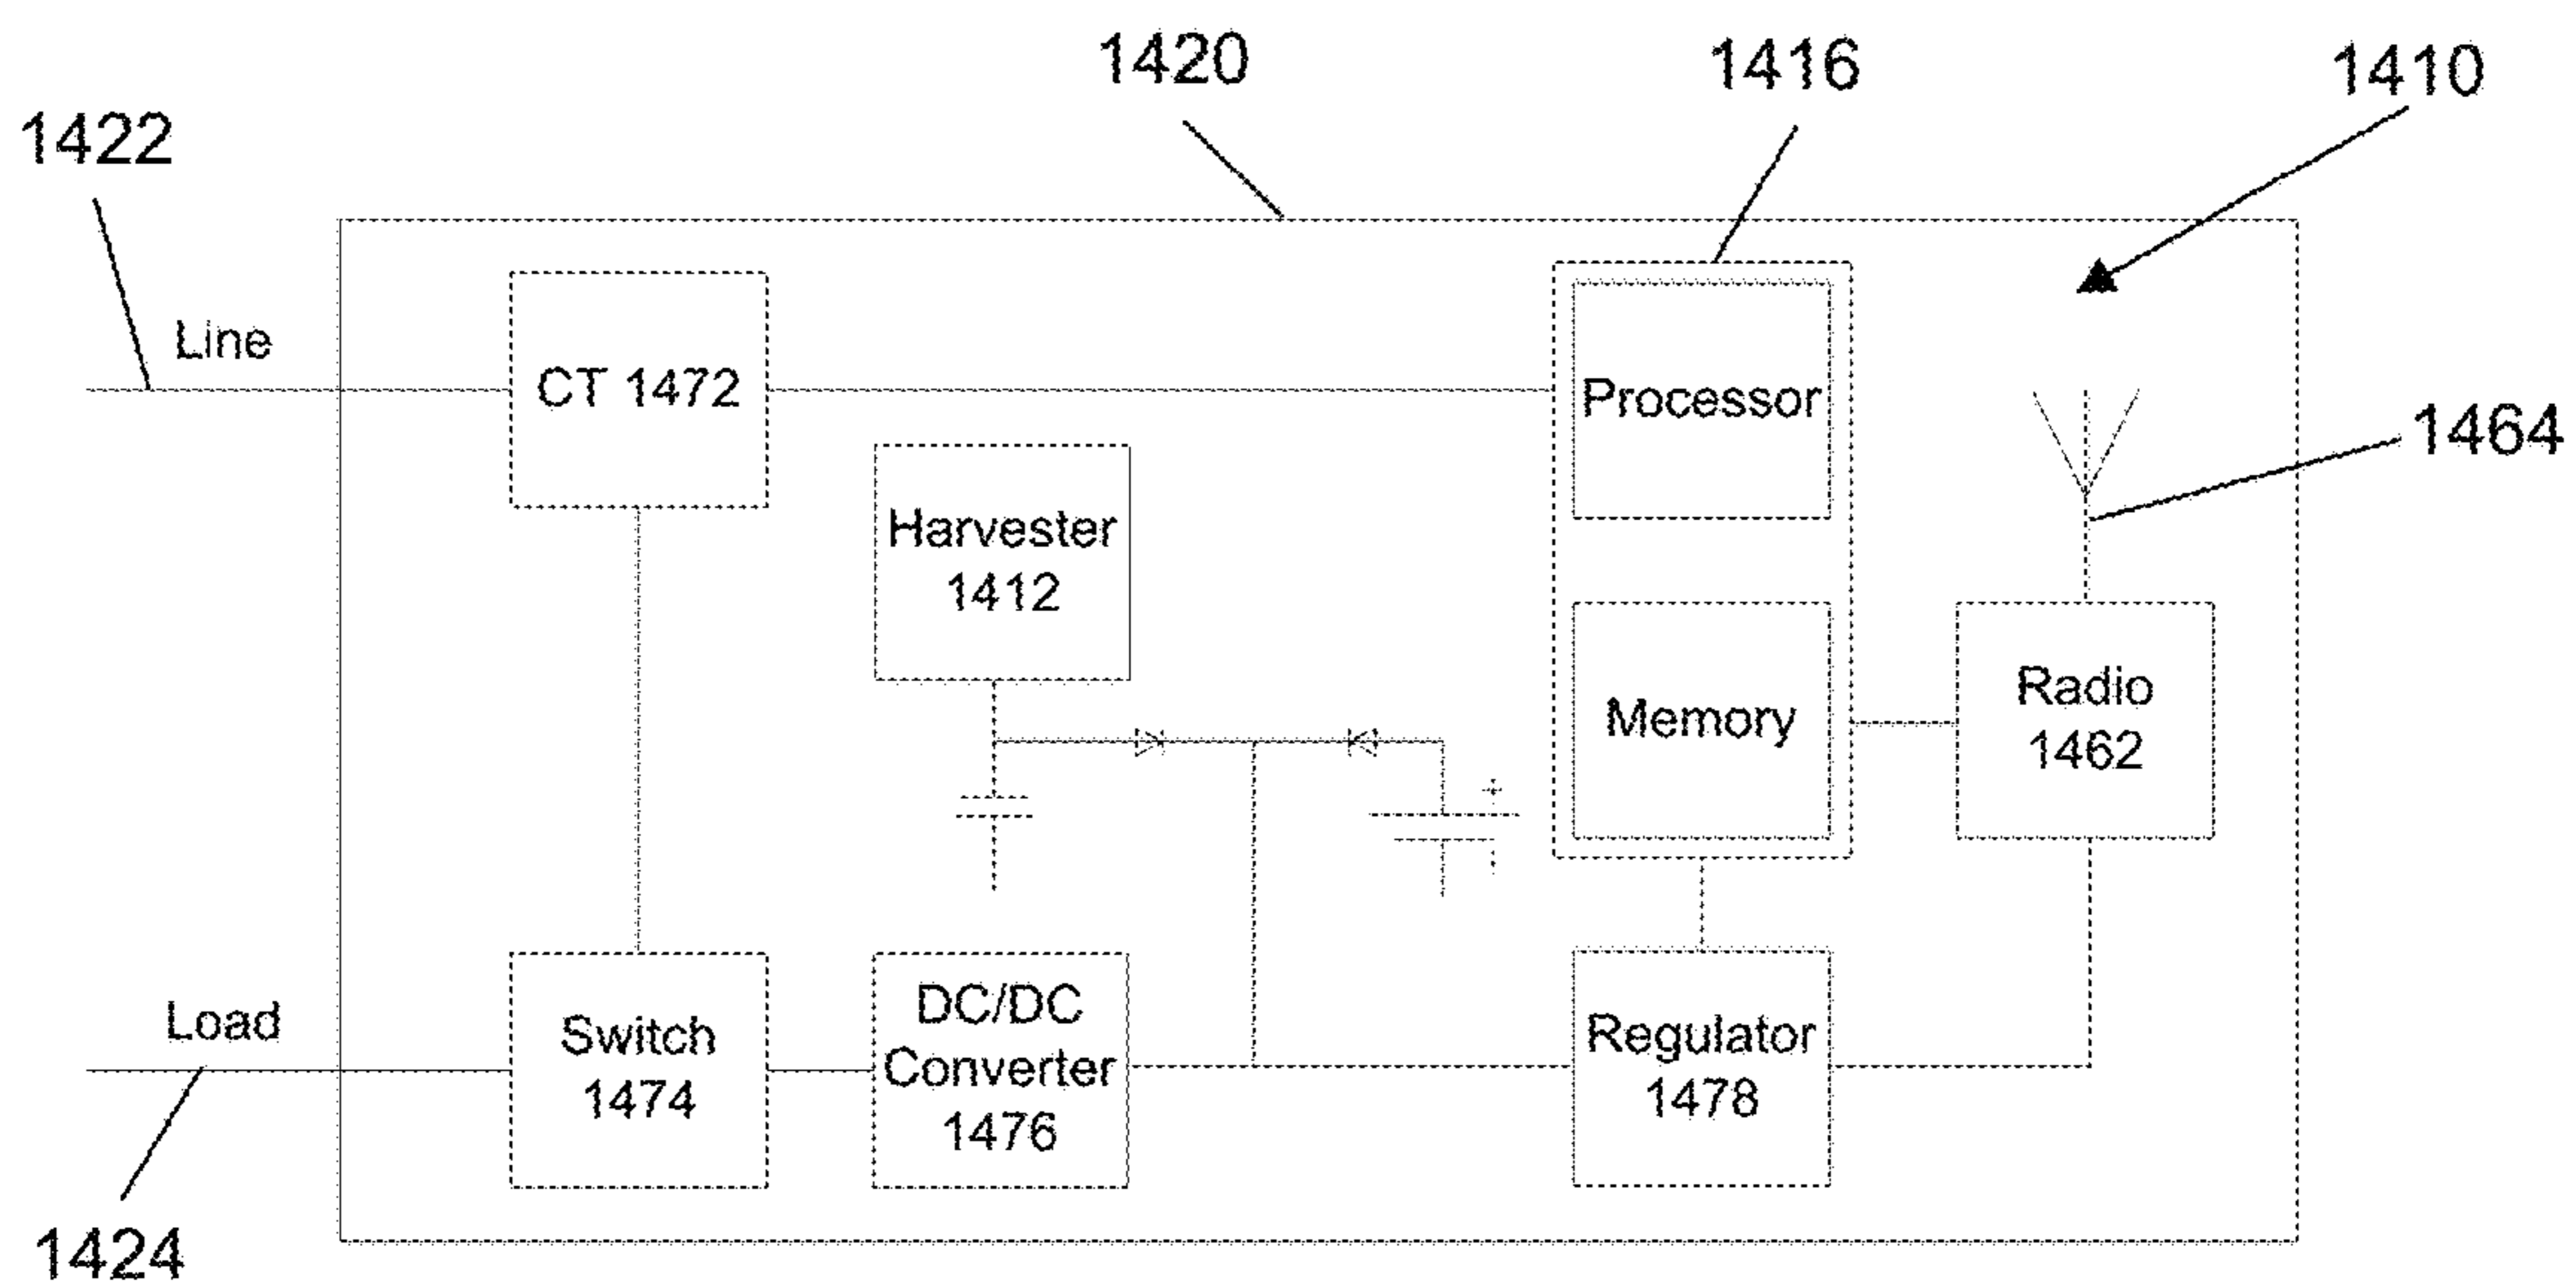 1420
1416
1410
1422
Line
CT 1472
Processor
1464
Harvester
1412
Memory
Radio
1462
+
Load
Switch
1474
DC/DC
Converter
1476
Regulator
1478
1424